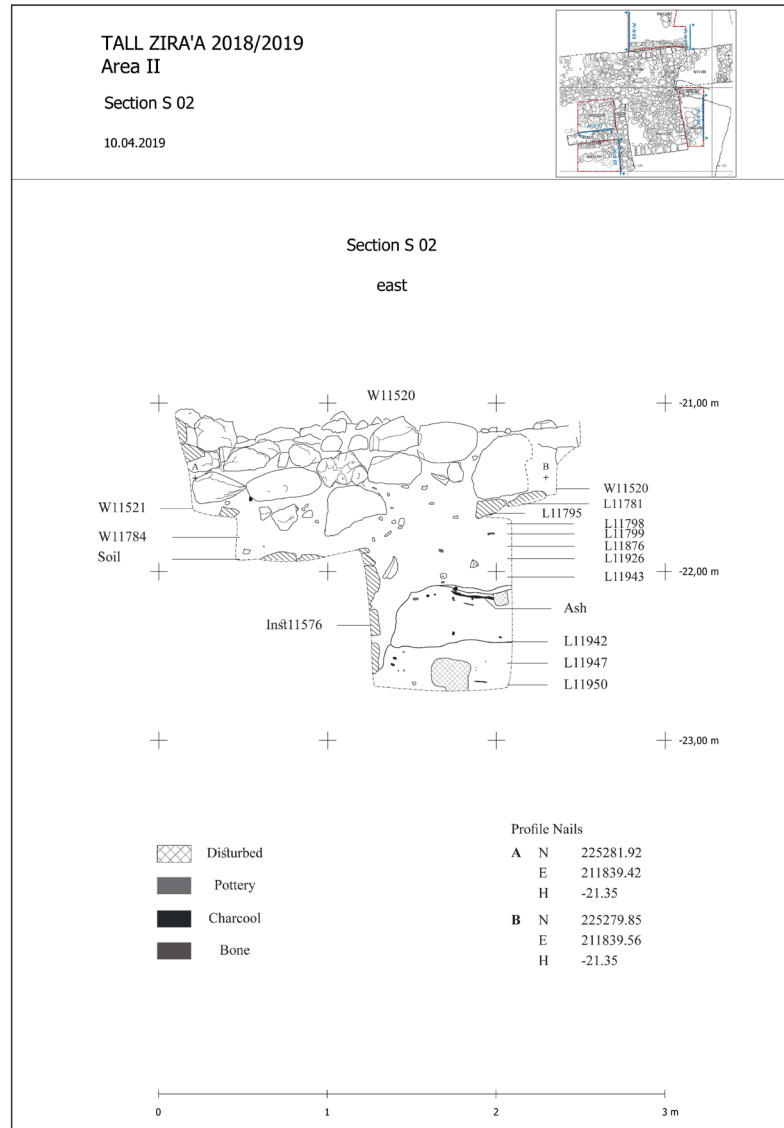 TALL ZIRA'A 2018/2019
Area II
Section S 02
10.04.2019
Section S 02
east
W11520
-21,00 m
A
B
W11520
L11781
L11795
W11521
W11784
Soil
L11798
L11799
L11876
L11926
L11943
-22,00 m
Ash
Inst11576
L11942
L11947
L11950
-23,00 m
Disturbed
Pottery
Charcool
Bone
Profile Nails
A N 225281.92
E 211839.42
H -21.35
B N 225279.85
E 211839.56
H -21.35
0 1 2 3 m